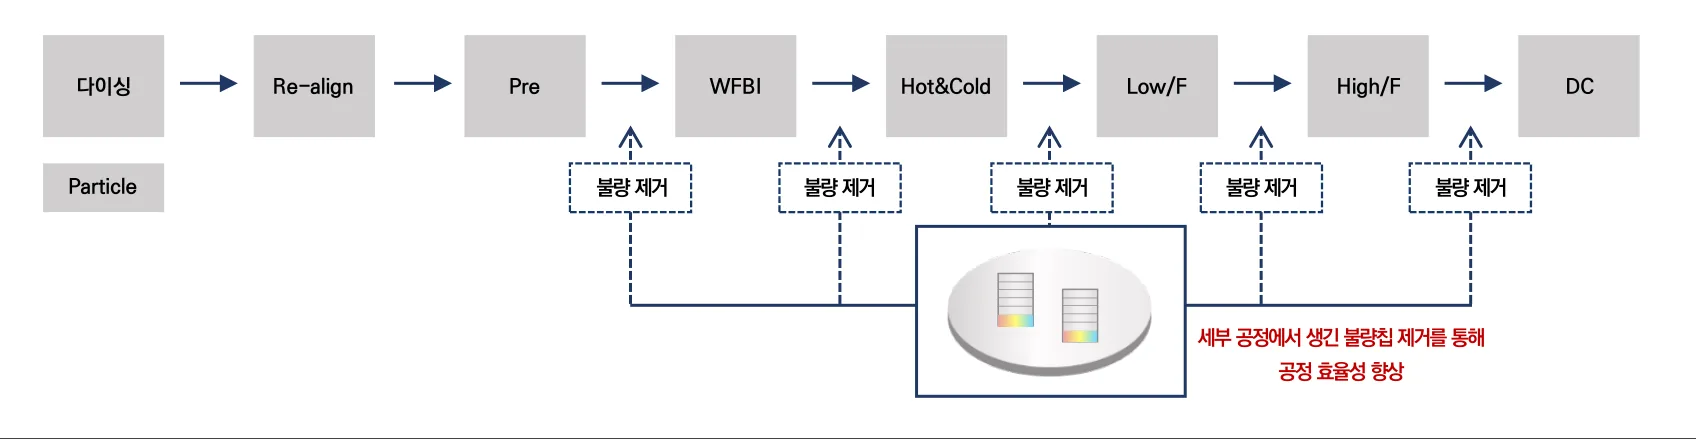 다이싱
Re-align
Pre
WFBI
Hot&Cold
Low/F
High/F
DC
Particle
불량 제거
불량 제거
불량 제거
불량 제거
불량 제거
세부 공정에서 생긴 불량칩 제거를 통해
공정 효율성 향상